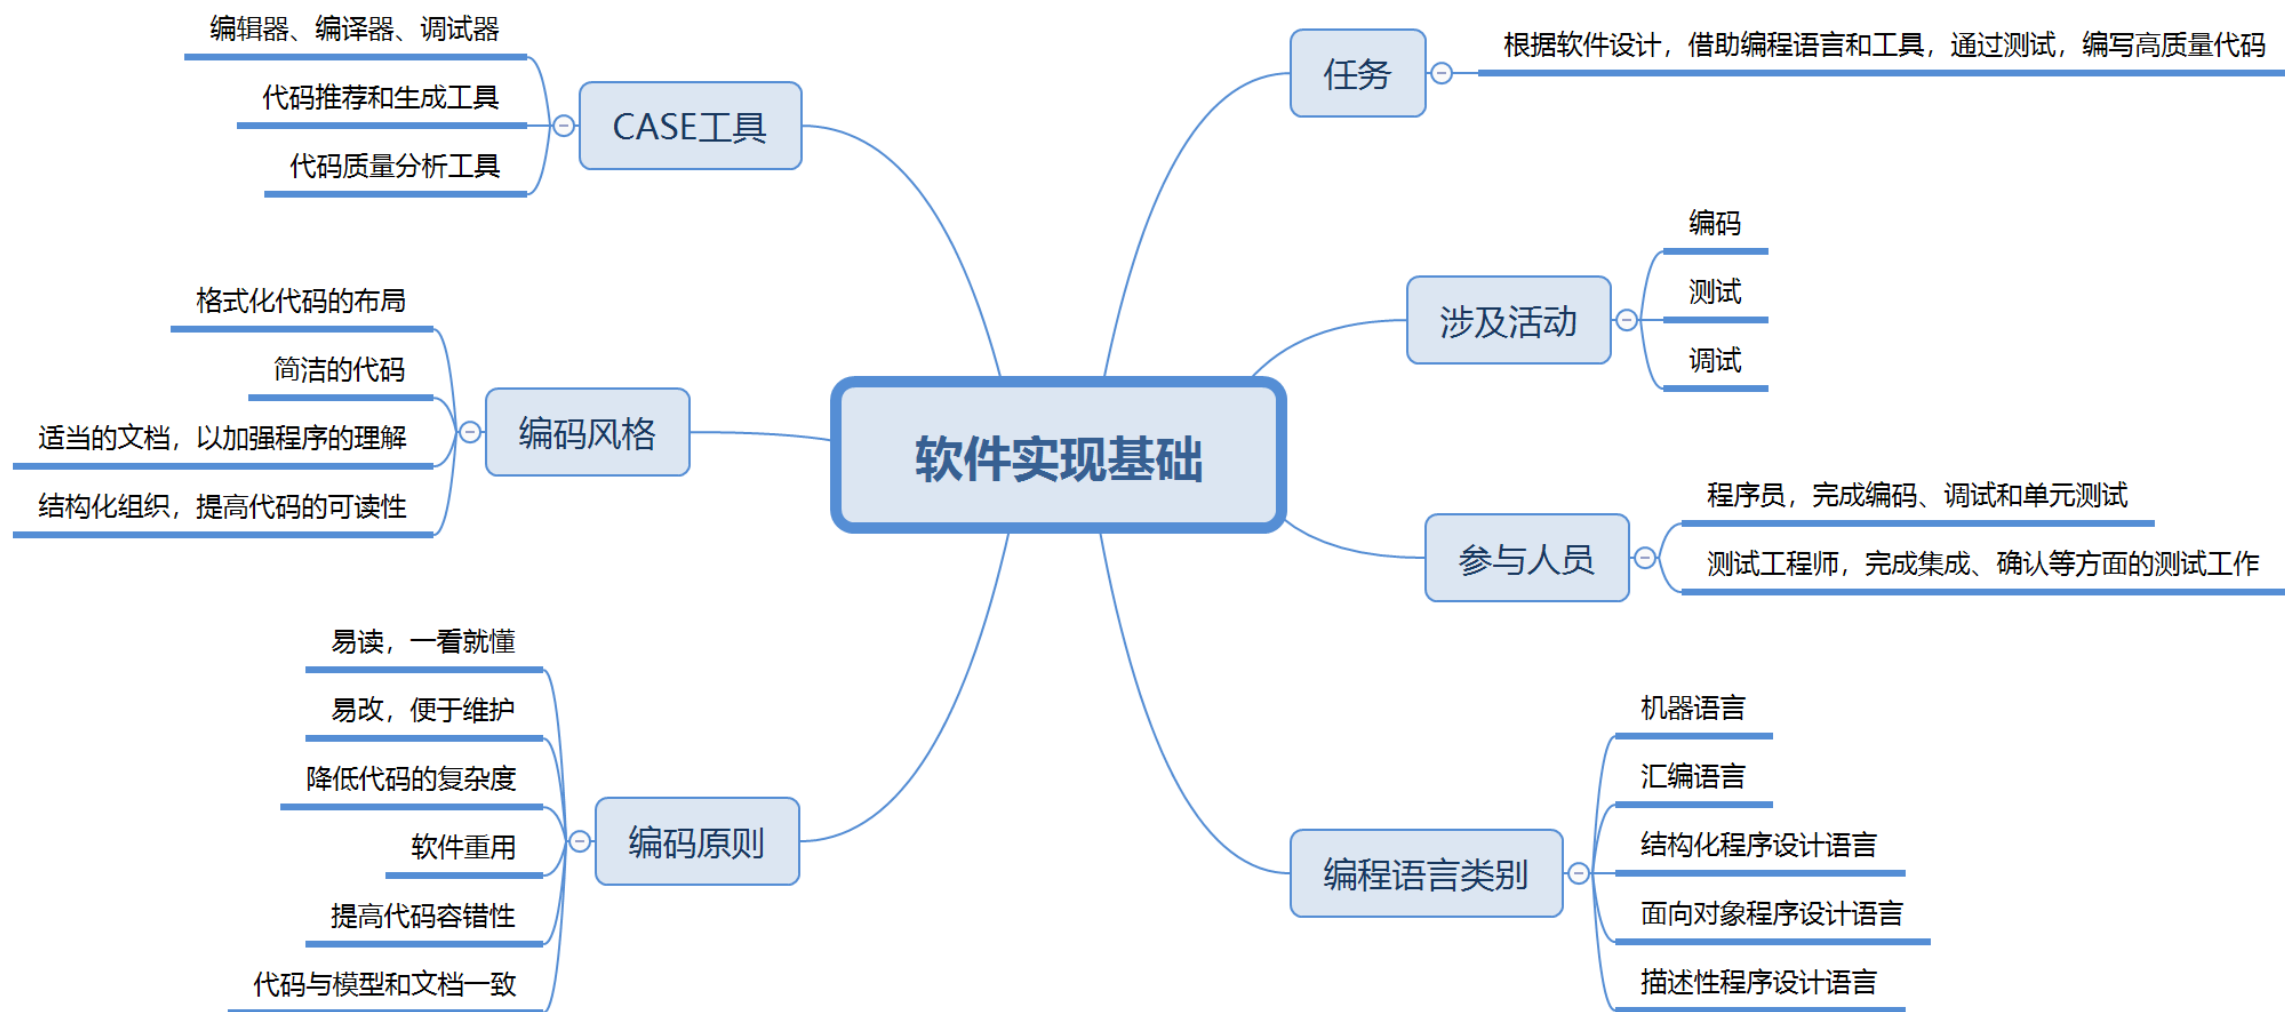 软件实现基础
任务
根据软件设计，借助编程语言和工具，通过测试，编写高质量代码
涉及活动
编码
测试
调试
参与人员
程序员，完成编码、调试和单元测试
测试工程师，完成集成、确认等方面的测试工作
编程语言类别
机器语言
汇编语言
结构化程序设计语言
面向对象程序设计语言
描述性程序设计语言
CASE工具
编辑器、编译器、调试器
代码推荐和生成工具
代码质量分析工具
编码风格
格式化代码的布局
简洁的代码
适当的文档，以加强程序的理解
结构化组织，提高代码的可读性
编码原则
易读，一看就懂
易改，便于维护
降低代码的复杂度
软件重用
提高代码容错性
代码与模型和文档一致